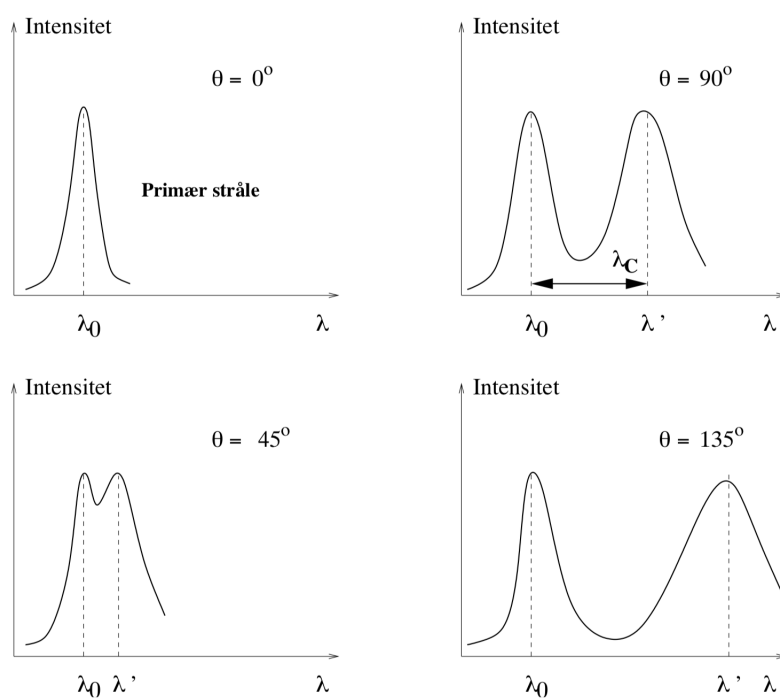 Intensitet
θ = 0°
Primær stråle
λ0 λ
Intensitet
θ = 90°
λC
λ0 λ' λ
Intensitet
θ = 45°
λ0 λ' λ
Intensitet
θ = 135°
λ0 λ' λ